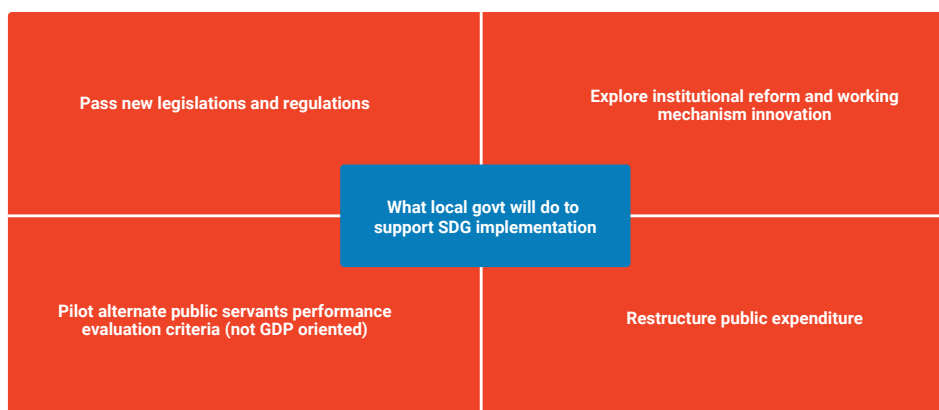 Pass new legislations and regulations
Explore institutional reform and working
mechanism innovation
What local govt will do to
support SDG implementation
Pilot alternate public servants performance
evaluation criteria (not GDP oriented)
Restructure public expenditure